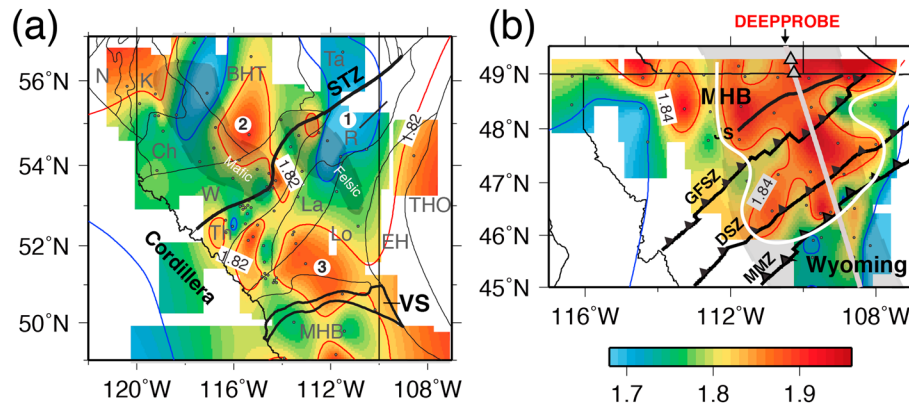 (a)
(b)
DEEPPROBE
N
Ki
BHT
Ta
STZ
56°N
54°N
52°N
50°N
2
1
R
1.82
Ch
Mafic
Felsic
1.82
W
La
THO
Th
Lo
EH
1.82
3
Cordillera
VS
MHB
120°W
116°W
112°W
108°W
49°N
48°N
47°N
46°N
45°N
MHB
1.84
Js
GFSZ
1.84
DSZ
MMZ
Wyoming
116°W
112°W
108°W
1.7
1.8
1.9